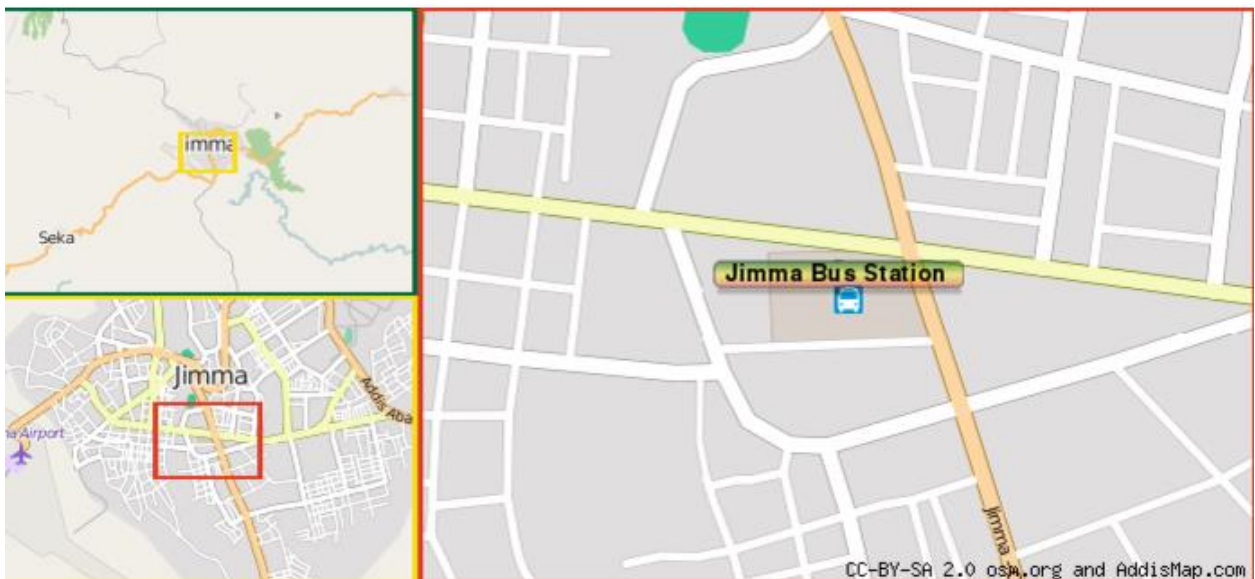 imma
Seka
Jimma
Addis Aba
a Airport
Jimma Bus Station
Jimma
CC-BY-SA 2.0 osm.org and AddisMap.com